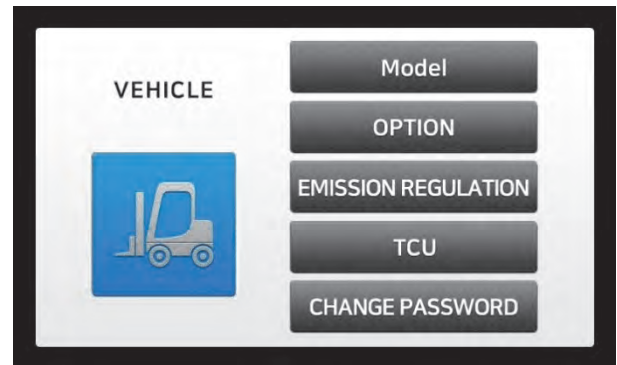 VEHICLE
Model
OPTION
EMISSION REGULATION
TCU
CHANGE PASSWORD